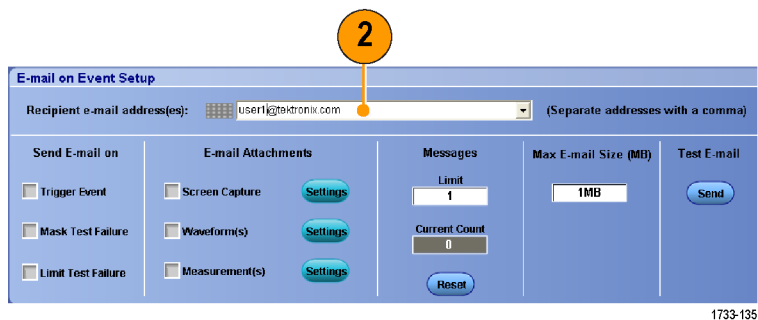 2
E-mail on Event Setup
Recipient e-mail address(es): user1@tektronix.com (Separate addresses with a comma)
Send E-mail on E-mail Attachments Messages Max E-mail Size (MB) Test E-mail
Limit
Trigger Event Screen Capture Settings 1 1MB Send
Mask Test Failure Waveform(s) Settings Current Count
0
Limit Test Failure Measurement(s) Settings Reset
1733-135